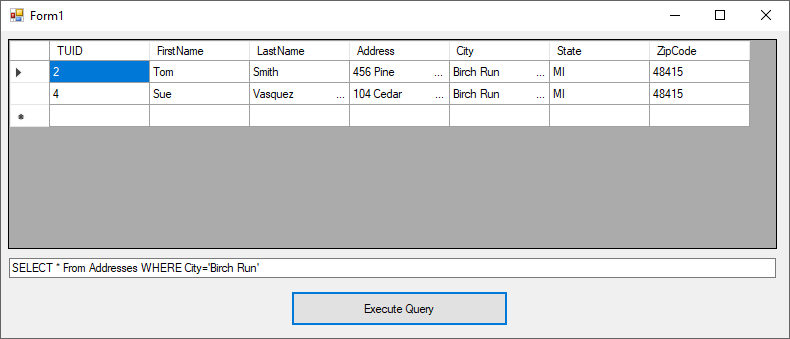 Form1
TUID FirstName LastName Address City State ZipCode
2 Tom Smith 456 Pine ... Birch Run ... MI 48415
4 Sue Vasquez ... 104 Cedar ... Birch Run ... MI 48415
SELECT * From Addresses WHERE City='Birch Run'
Execute Query